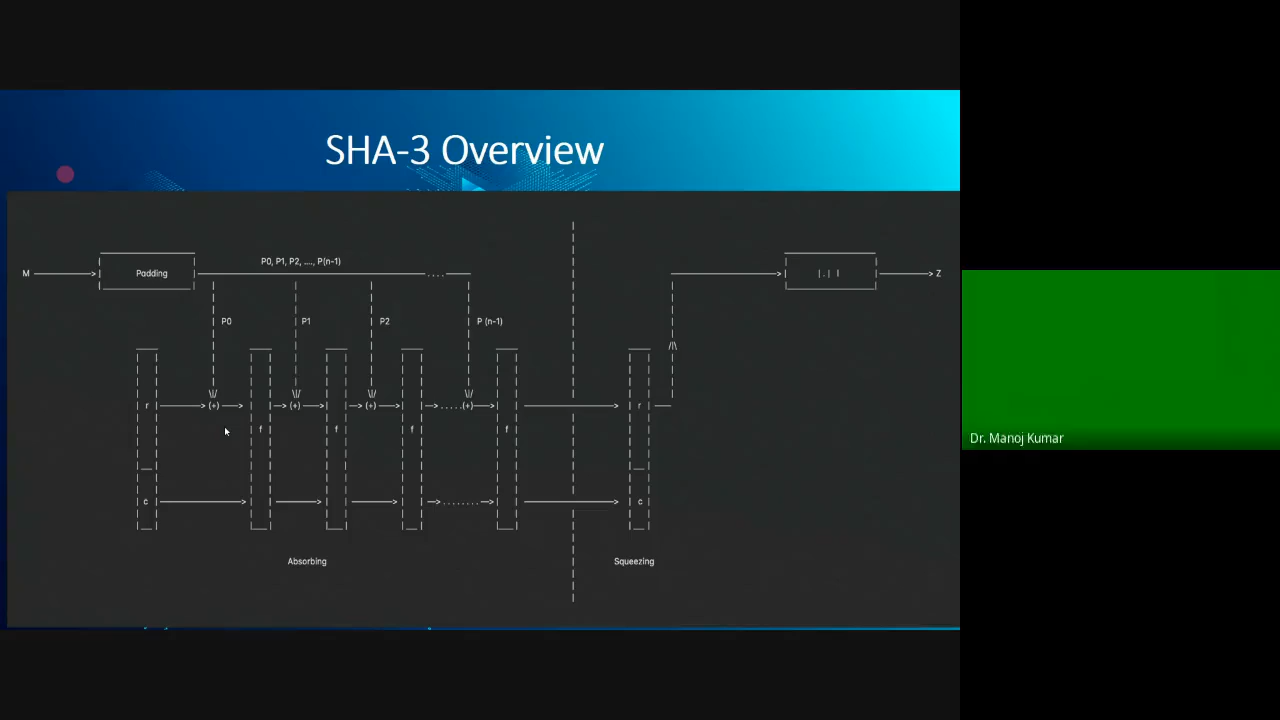 SHA-3 Overview
P0, P1, P2, ...., P(n-1)
M Padding .... |.| l Z
P0 P1 P2 P (n-1)
r (+) (+) (+) .....(+) r
f f f f
Dr. Manoj Kumar
c ........ c
Absorbing Squeezing